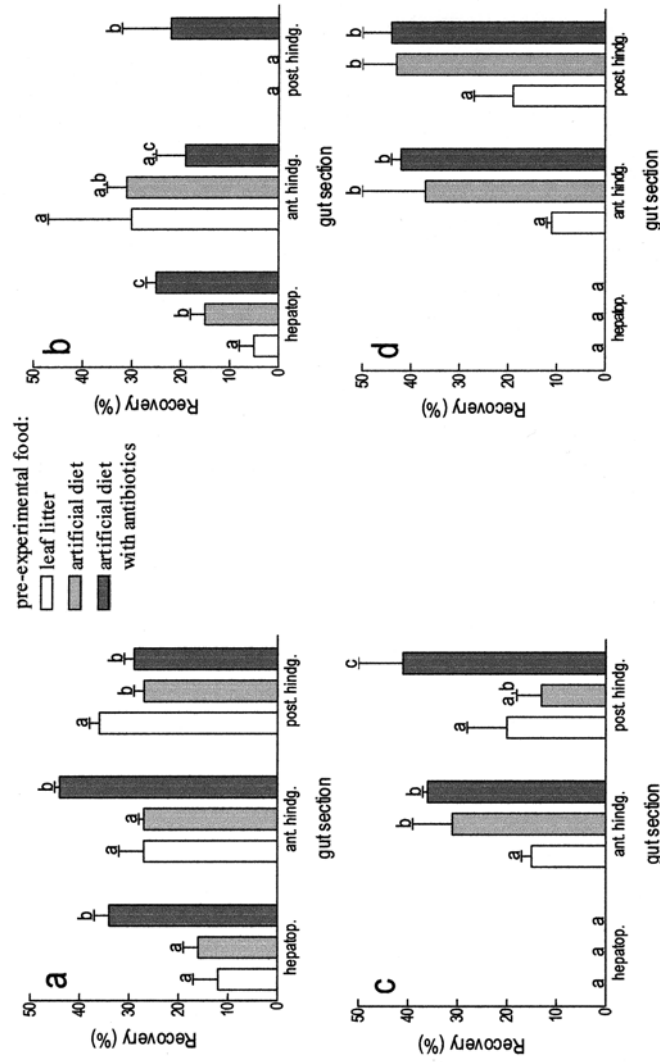 a
50
40
30
20
10
0
Recovery (%)
a a b a a b a b b
hepatop. ant. hindg. post. hindg.
gut section
pre-experimental food:
leaf litter
artificial diet
artificial diet
with antibiotics
b
50
40
30
20
10
0
Recovery (%)
a b c a a,b a,c a a b
hepatop. ant. hindg. post. hindg.
gut section
c
50
40
30
20
10
0
Recovery (%)
a a a a b b a a,b c
hepatop. ant. hindg. post. hindg.
gut section
d
50
40
30
20
10
0
Recovery (%)
a a a a b b a b b
hepatop. ant. hindg. post. hindg.
gut section